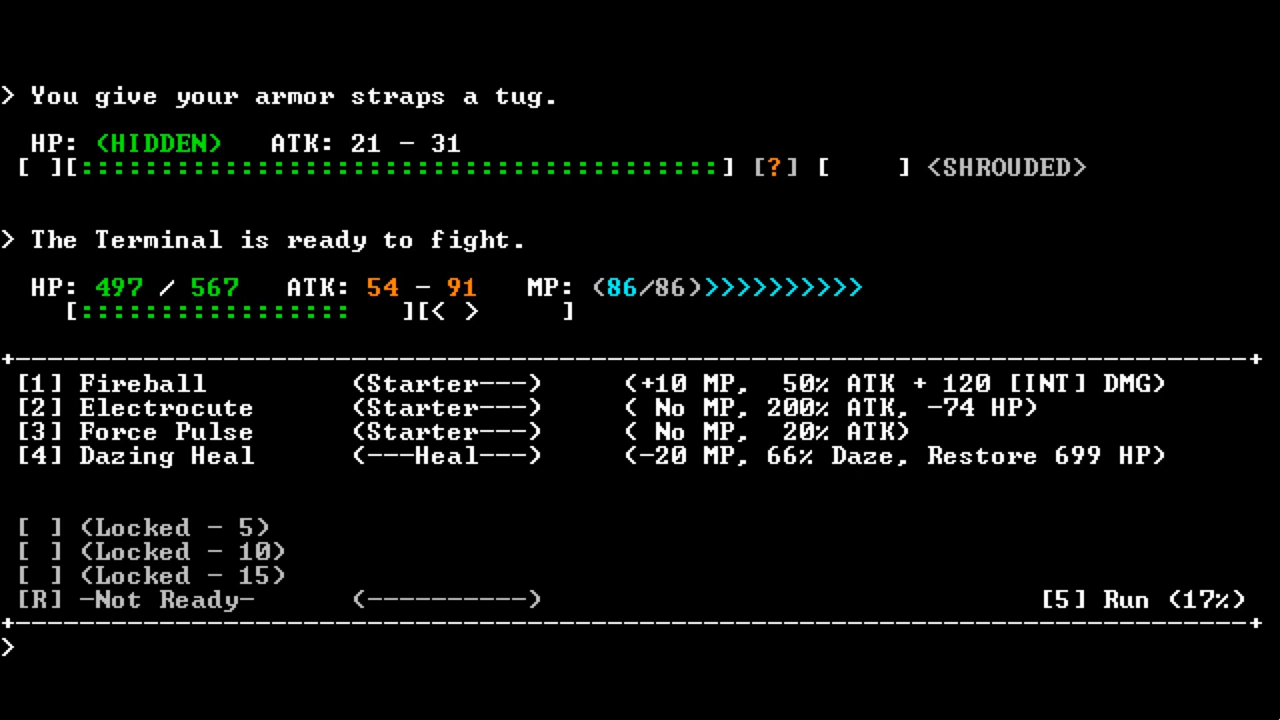 > You give your armor straps a tug.
HP: <HIDDEN> ATK: 21 - 31
[ ][::::::::::::::::::::::::::::::::::::::::] [?] [    ] <SHROUDED>
> The Terminal is ready to fight.
HP: 497 / 567 ATK: 54 - 91 MP: (86/86)>>>>>>>>>>
[:::::::::::::::::   ][< >     ]
+------------------------------------------------------------------------------+
[1] Fireball (Starter---) (+10 MP, 50% ATK + 120 [INT] DMG)
[2] Electrocute (Starter---) ( No MP, 200% ATK, -74 HP)
[3] Force Pulse (Starter---) ( No MP, 20% ATK)
[4] Dazing Heal (---Heal---) (-20 MP, 66% Daze, Restore 699 HP)
[ ] (Locked - 5)
[ ] (Locked - 10)
[ ] (Locked - 15)
[R] -Not Ready- (----------) [5] Run (17%)
+------------------------------------------------------------------------------+
>